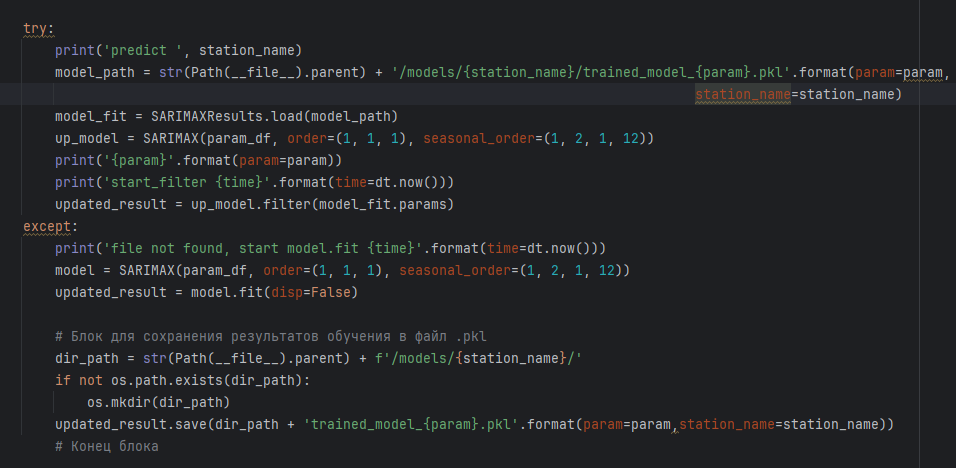 try:
    print('predict ', station_name)
    model_path = str(Path(__file__).parent) + '/models/{station_name}/trained_model_{param}.pkl'.format(param=param,
                                                                                station_name=station_name)
    model_fit = SARIMAXResults.load(model_path)
    up_model = SARIMAX(param_df, order=(1, 1, 1), seasonal_order=(1, 2, 1, 12))
    print('{param}'.format(param=param))
    print('start_filter {time}'.format(time=dt.now()))
    updated_result = up_model.filter(model_fit.params)
except:
    print('file not found, start model.fit {time}'.format(time=dt.now()))
    model = SARIMAX(param_df, order=(1, 1, 1), seasonal_order=(1, 2, 1, 12))
    updated_result = model.fit(disp=False)

    # Блок для сохранения результатов обучения в файл .pkl
    dir_path = str(Path(__file__).parent) + f'/models/{station_name}/'
    if not os.path.exists(dir_path):
        os.mkdir(dir_path)
    updated_result.save(dir_path + 'trained_model_{param}.pkl'.format(param=param,station_name=station_name))
    # Конец блока